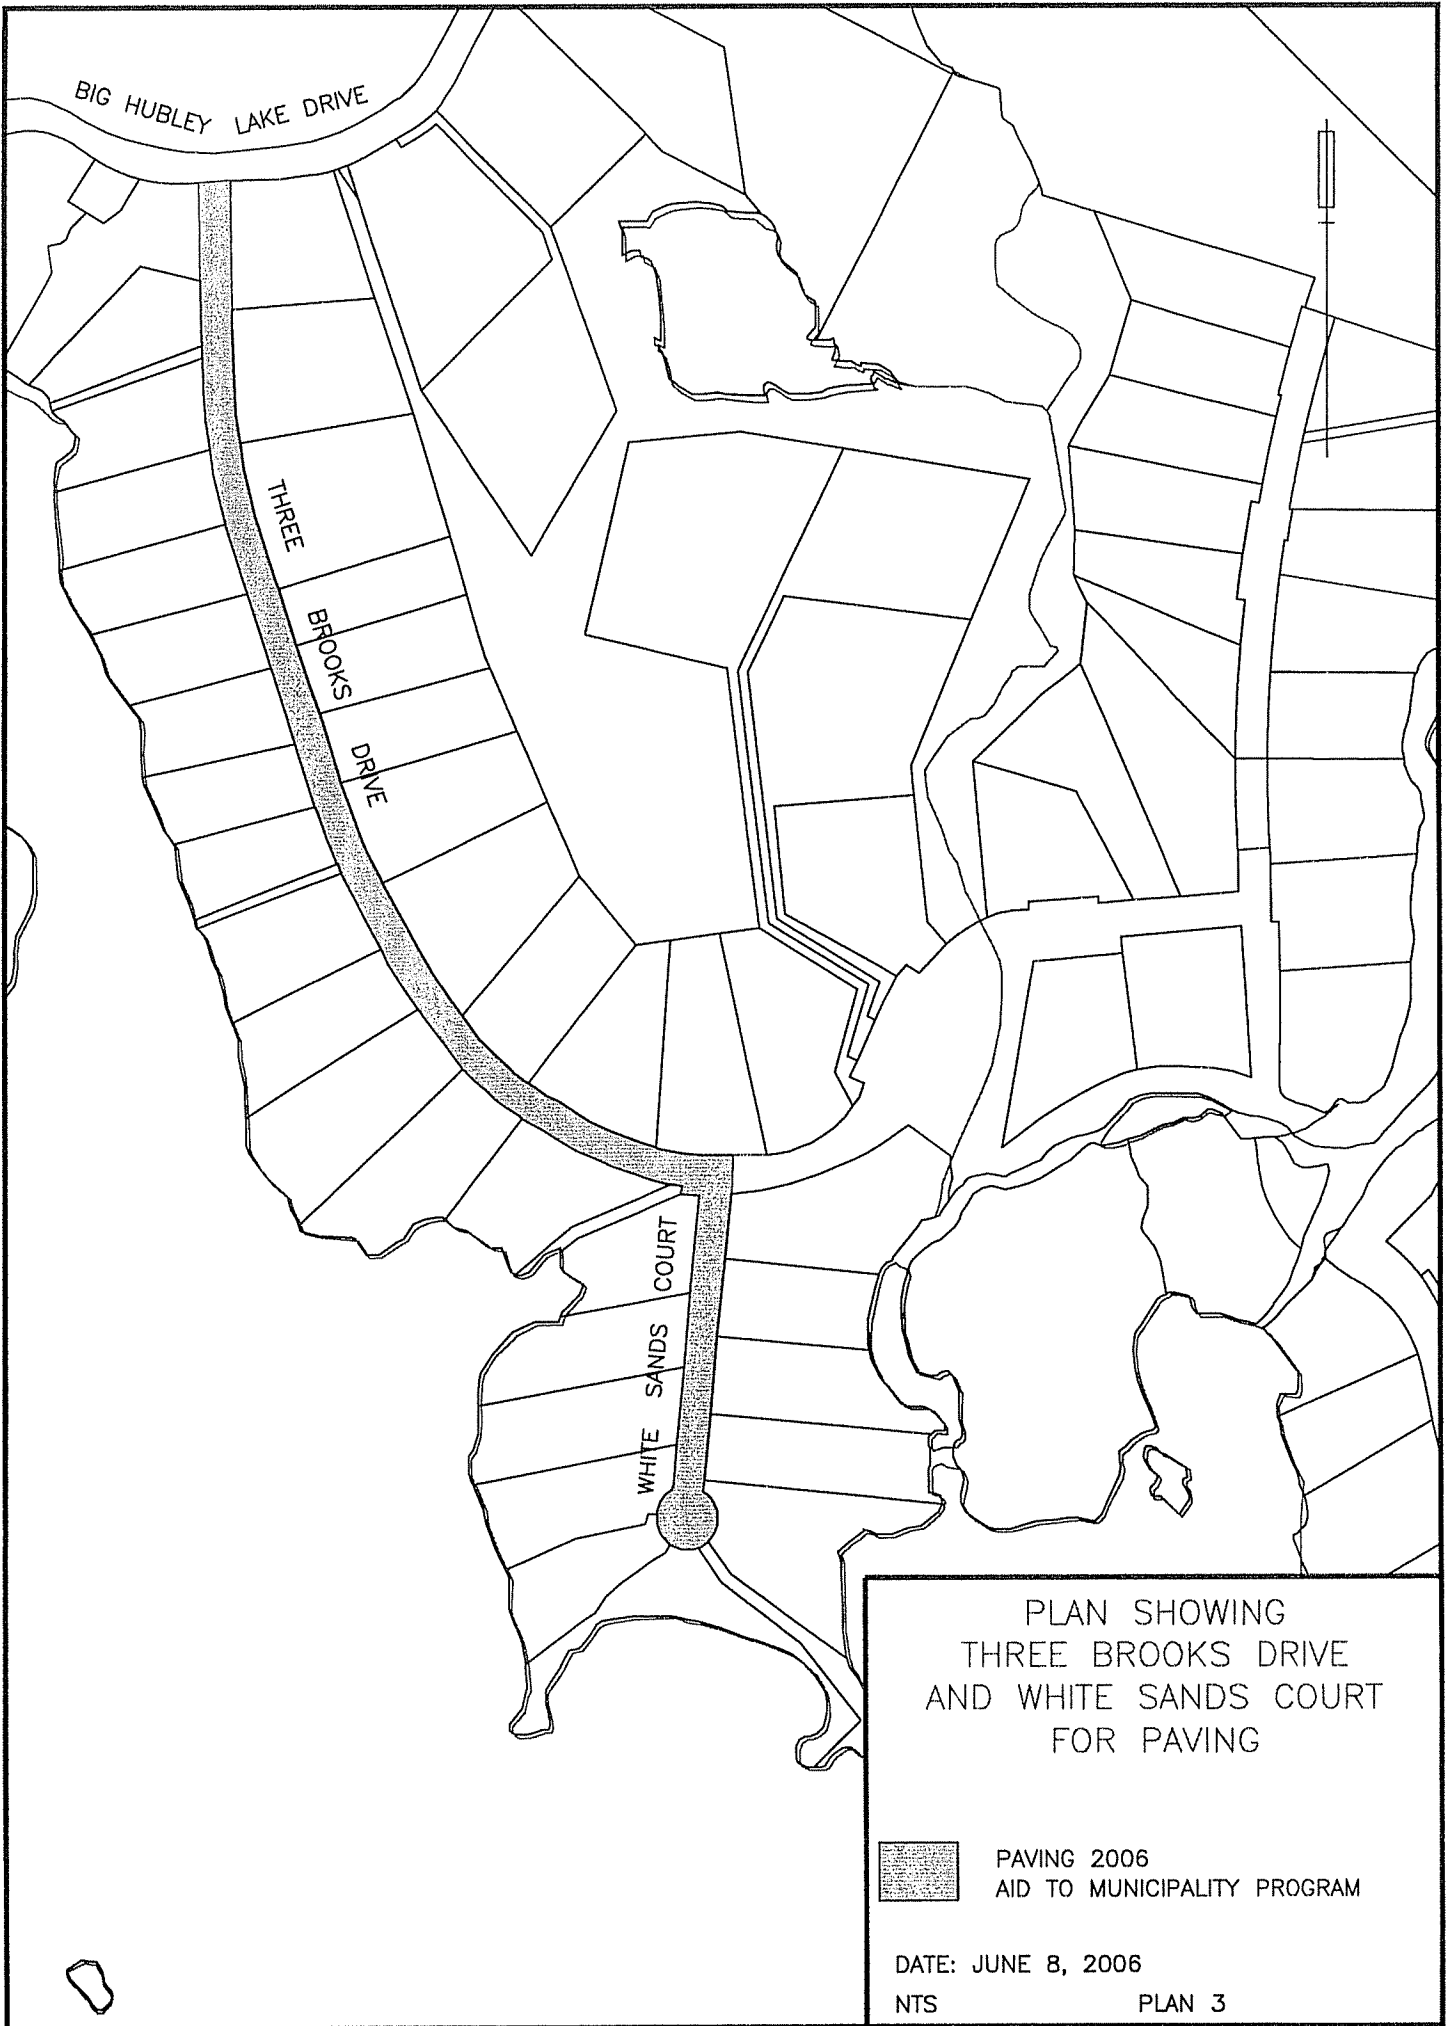 BIG HUBLEY LAKE DRIVE
THREE BROOKS DRIVE
WHITE SANDS COURT
PLAN SHOWING
THREE BROOKS DRIVE
AND WHITE SANDS COURT
FOR PAVING
PAVING 2006
AID TO MUNICIPALITY PROGRAM
DATE: JUNE 8, 2006
NTS PLAN 3